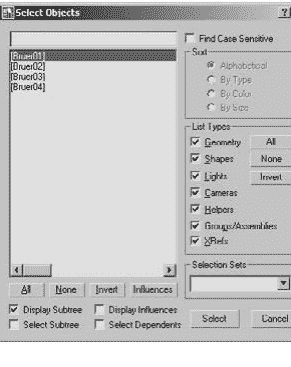 Select Objects
?
Find Case Sensitive
Sort
Alphabetical
By Type
By Color
By Size
[Bruer01]
[Bruer02]
[Bruer03]
[Bruer04]
List Types
Geometry
All
Shapes
None
Lights
Invert
Cameras
Helpers
Groups/Assemblies
XRefs
Selection Sets
All
None
Invert
Influences
Display Subtree
Display Influences
Select Subtree
Select Dependents
Select
Cancel